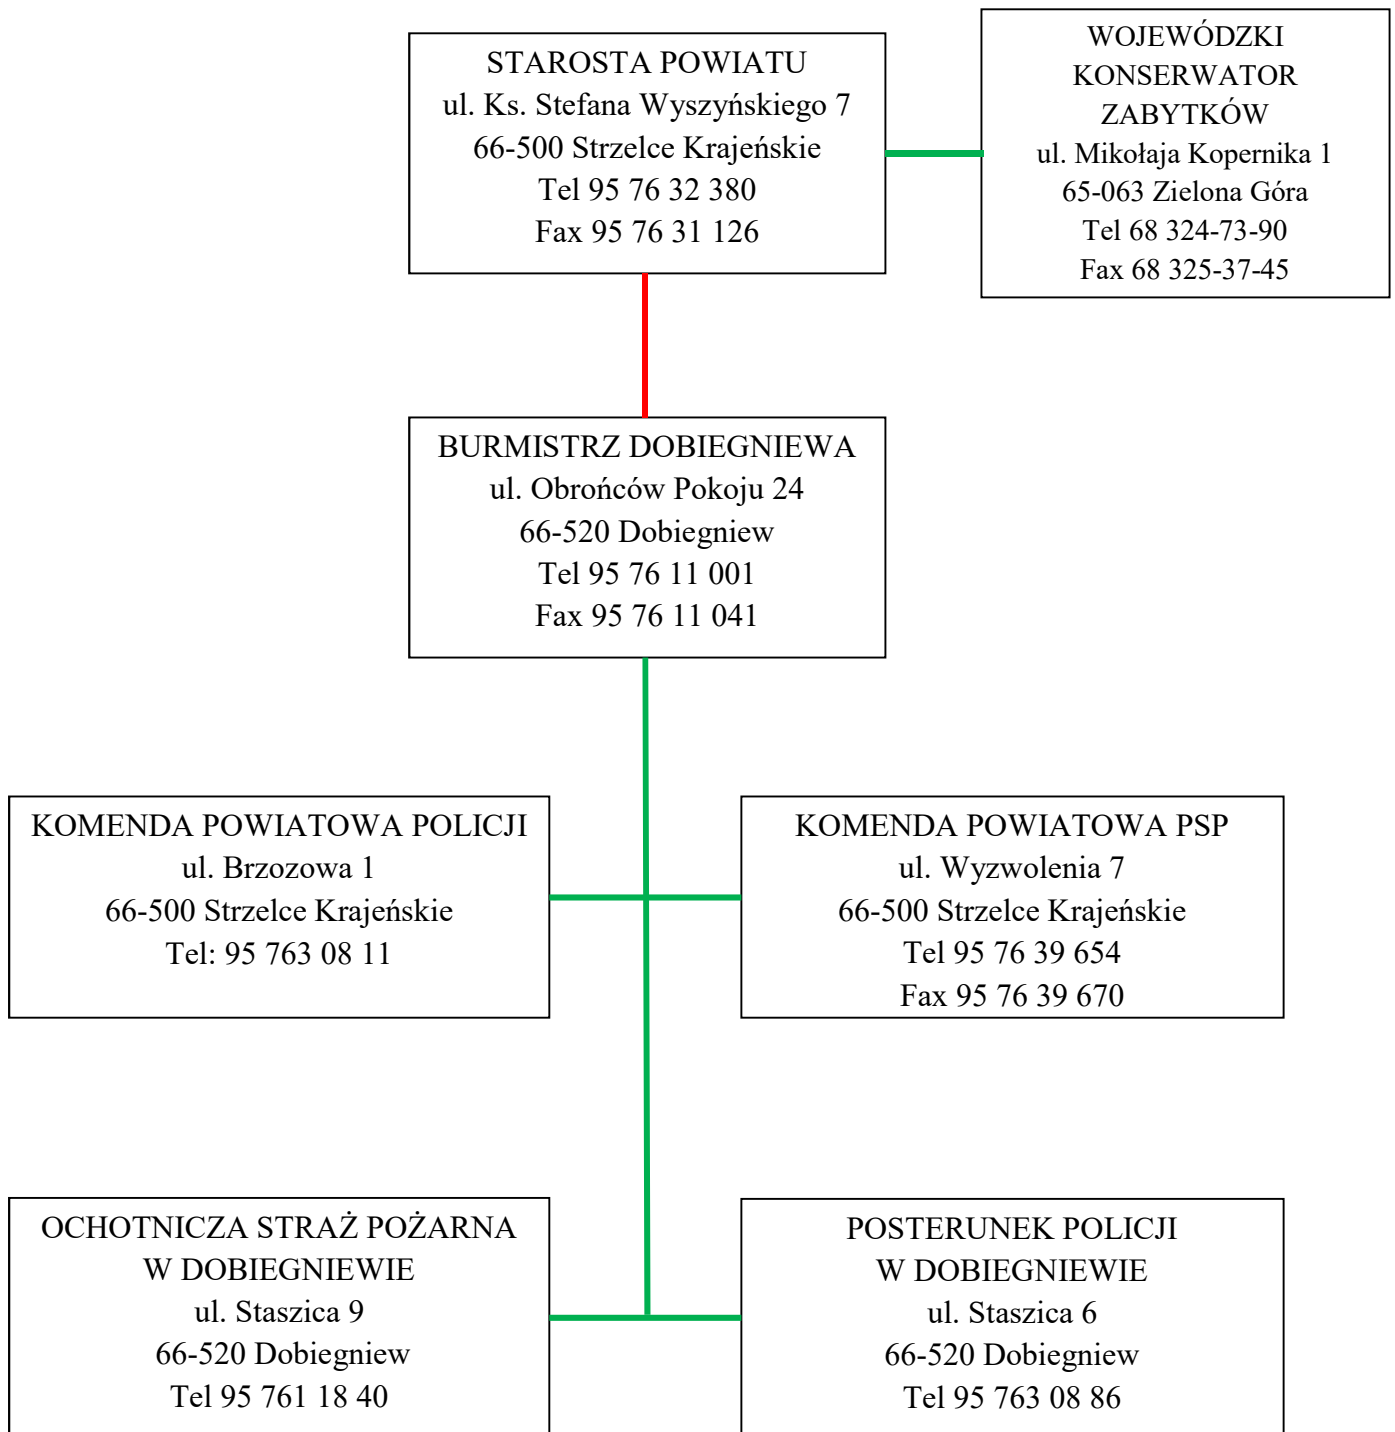 STAROSTA POWIATU
ul. Ks. Stefana Wyszyńskiego 7
66-500 Strzelce Krajeńskie
Tel 95 76 32 380
Fax 95 76 31 126
WOJEWÓDZKI
KONSERWATOR
ZABYTKÓW
ul. Mikołaja Kopernika 1
65-063 Zielona Góra
Tel 68 324-73-90
Fax 68 325-37-45
BURMISTRZ DOBIEGNIEWA
ul. Obrońców Pokoju 24
66-520 Dobiegniew
Tel 95 76 11 001
Fax 95 76 11 041
KOMENDA POWIATOWA POLICJI
ul. Brzozowa 1
66-500 Strzelce Krajeńskie
Tel: 95 763 08 11
KOMENDA POWIATOWA PSP
ul. Wyzwolenia 7
66-500 Strzelce Krajeńskie
Tel 95 76 39 654
Fax 95 76 39 670
OCHOTNICZA STRAŻ POŻARNA
W DOBIEGNIEWIE
ul. Staszica 9
66-520 Dobiegniew
Tel 95 761 18 40
POSTERUNEK POLICJI
W DOBIEGNIEWIE
ul. Staszica 6
66-520 Dobiegniew
Tel 95 763 08 86